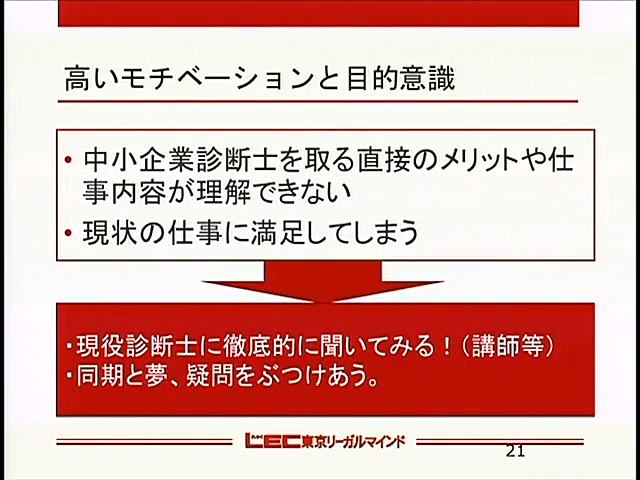 高いモチベーションと目的意識
• 中小企業診断士を取る直接のメリットや仕
事内容が理解できない
• 現状の仕事に満足してしまう
・現役診断士に徹底的に聞いてみる！（講師等）
・同期と夢、疑問をぶつけあう。
LEC東京リーガルマインド
21